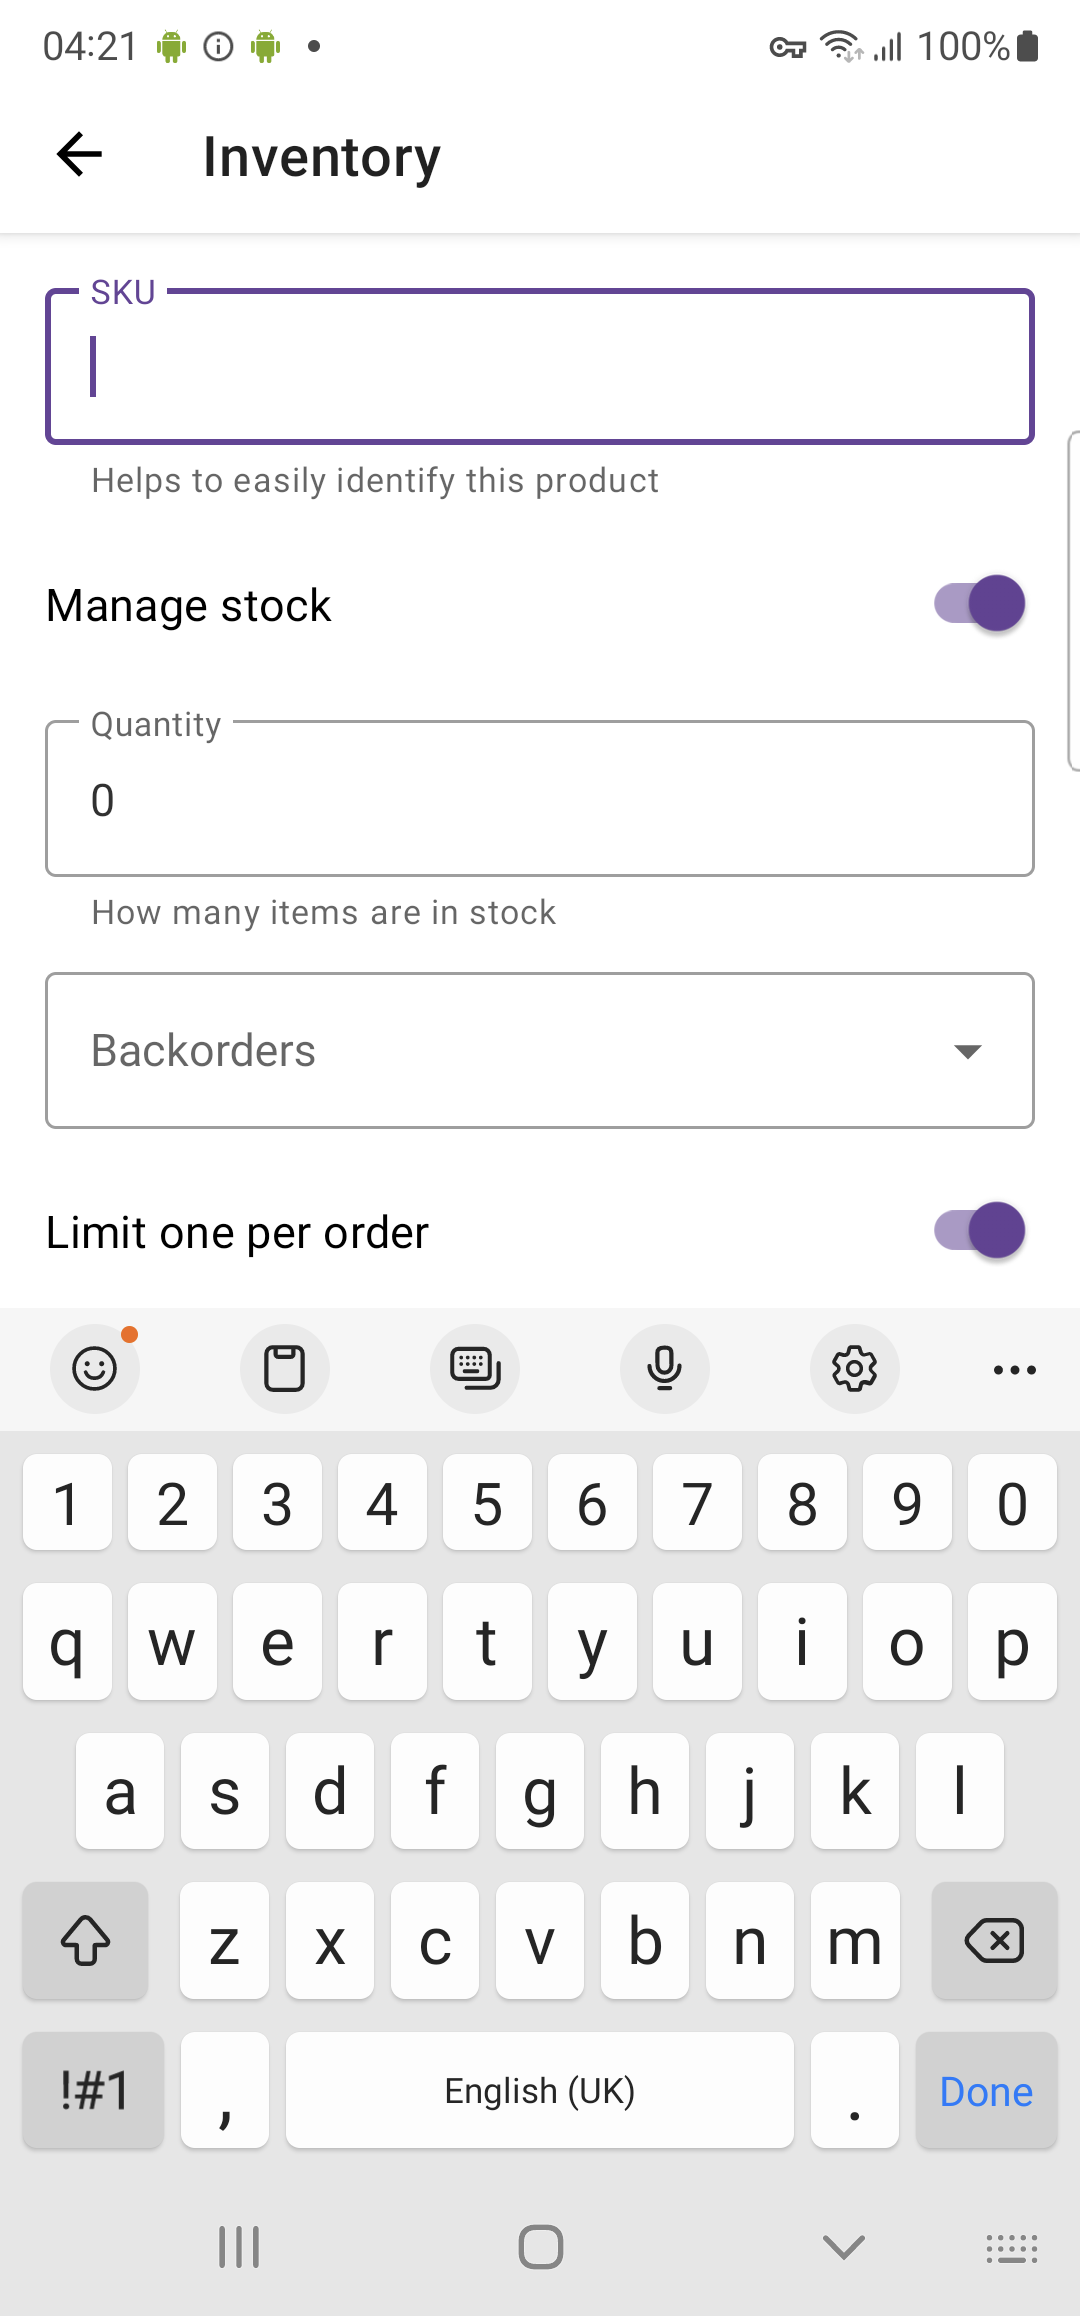 04:21 100%
Inventory
SKU
Helps to easily identify this product
Manage stock
Quantity
0
How many items are in stock
Backorders
Limit one per order
1 2 3 4 5 6 7 8 9 0
q w e r t y u i o p
a s d f g h j k l
z x c v b n m
!#1 , English (UK) . Done